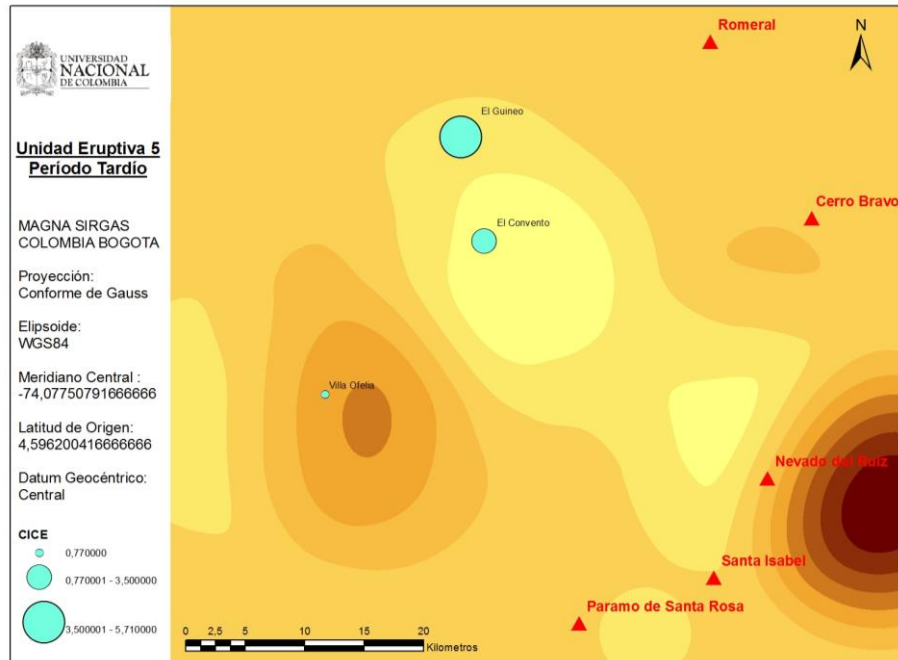 UNIVERSIDAD
NACIONAL
DE COLOMBIA
Unidad Eruptiva 5
Período Tardío
MAGNA SIRGAS
COLOMBIA BOGOTA
Proyección:
Conforme de Gauss
Elipsoide:
WGS84
Meridiano Central :
-74,07750791666666
Latitud de Origen:
4,596200416666666
Datum Geocéntrico:
Central
CICE
0,770000
0,770001 - 3,500000
3,500001 - 5,710000
Romeral
N
El Guineo
Cerro Bravo
El Convento
Villa Ofelia
Nevado del Ruiz
Santa Isabel
Paramo de Santa Rosa
0 2,5 5 10 15 20
Kilometros